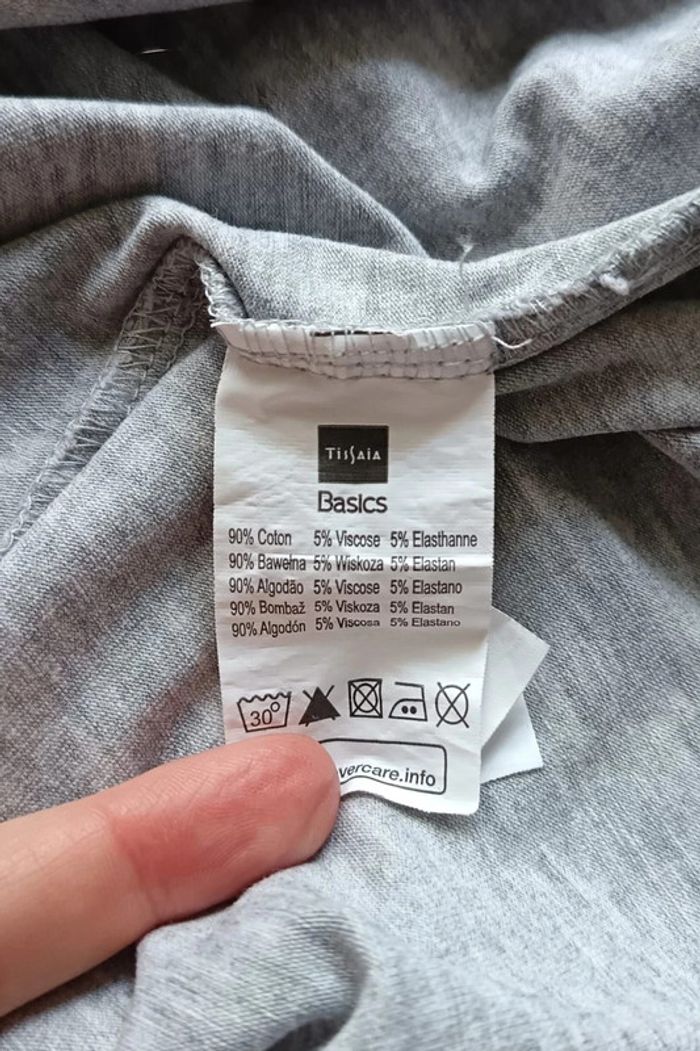 TISSAIA
Basics
90% Coton 5% Viscose 5% Elasthanne
90% Bawełna 5% Wiskoza 5% Elastan
90% Algodão 5% Viscose 5% Elastano
90% Bombaž 5% Viskoza 5% Elastan
90% Algodón 5% Viscosa 5% Elastano
30°
vercare.info